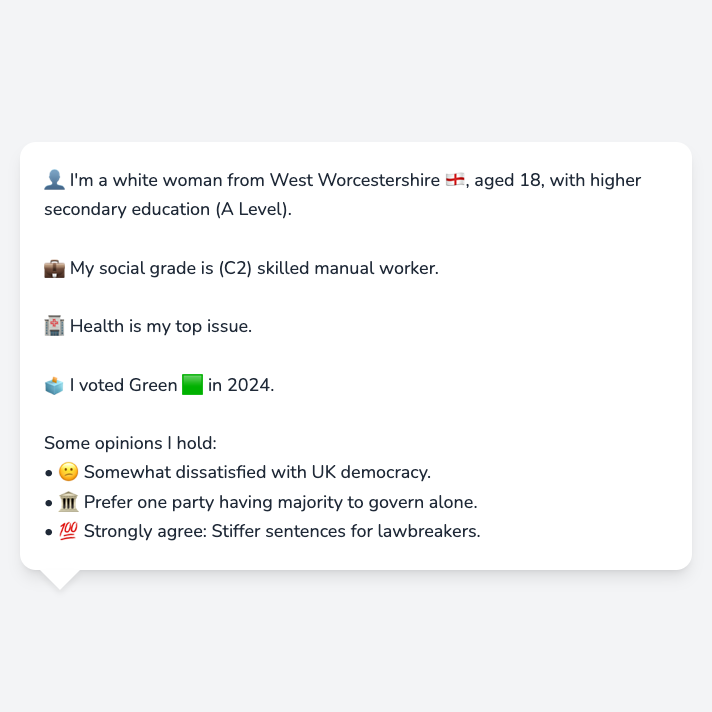 👤 I'm a white woman from West Worcestershire 🏴󠁧󠁢󠁥󠁮󠁧󠁿, aged 18, with higher
secondary education (A Level).
💼 My social grade is (C2) skilled manual worker.
🏥 Health is my top issue.
🗳️ I voted Green 🟩 in 2024.
Some opinions I hold:
• 😕 Somewhat dissatisfied with UK democracy.
• 🏛️ Prefer one party having majority to govern alone.
• 💯 Strongly agree: Stiffer sentences for lawbreakers.